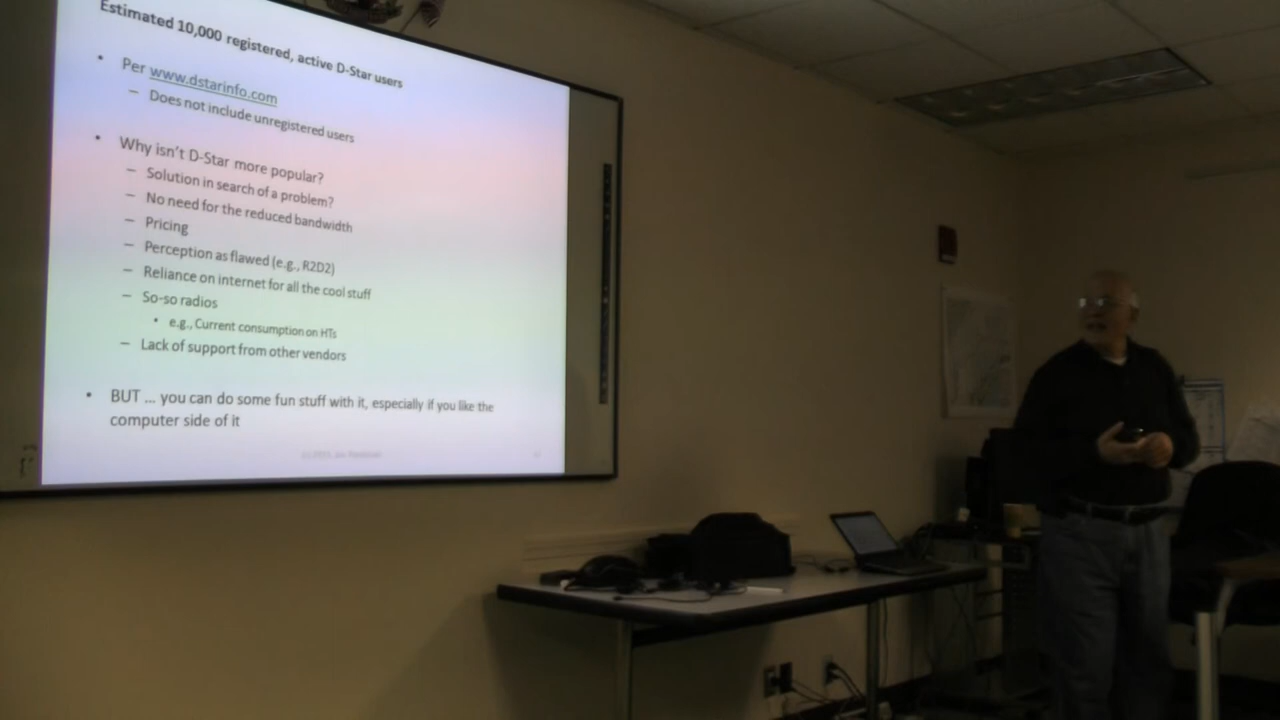 Estimated 10,000 registered, active D-Star users
• Per www.dstarinfo.com
– Does not include unregistered users
• Why isn't D-Star more popular?
– Solution in search of a problem?
– No need for the reduced bandwidth
– Pricing
– Perception as flawed (e.g., R2D2)
– Reliance on internet for all the cool stuff
– So-so radios
• e.g., Current consumption on HTs
– Lack of support from other vendors
• BUT ... you can do some fun stuff with it, especially if you like the
computer side of it